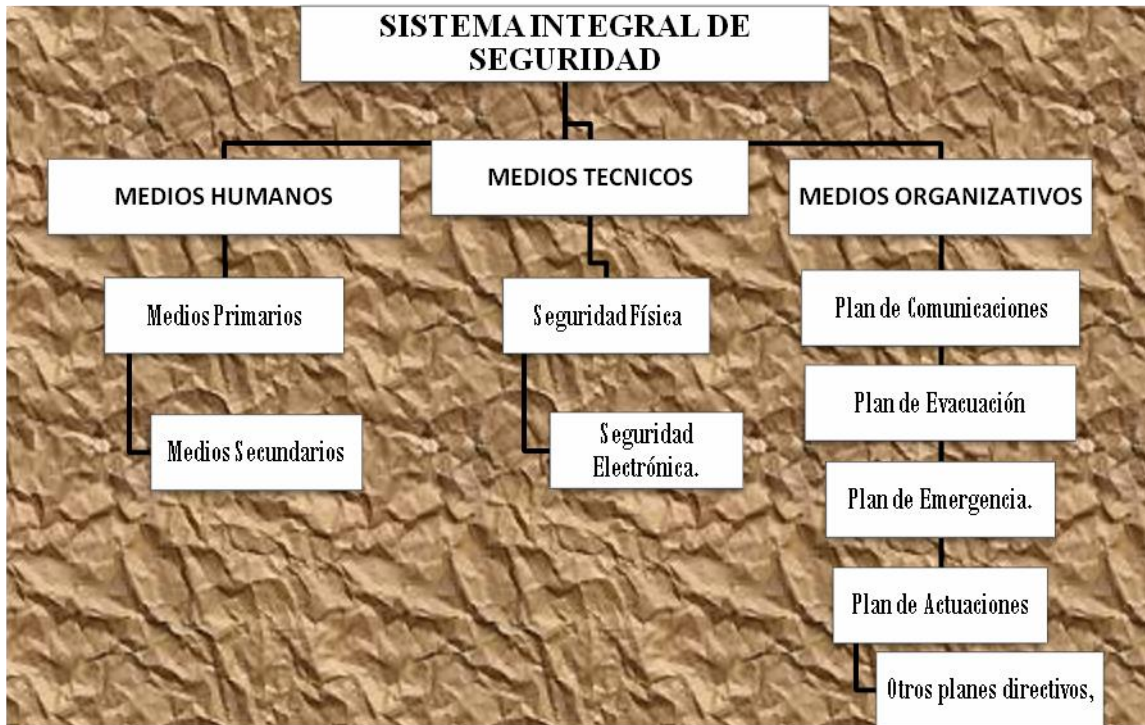 SISTEMA INTEGRAL DE
SEGURIDAD
MEDIOS HUMANOS
MEDIOS TECNICOS
MEDIOS ORGANIZATIVOS
Medios Primarios
Medios Secundarios
Seguridad Física
Seguridad
Electrónica.
Plan de Comunicaciones
Plan de Evacuación
Plan de Emergencia.
Plan de Actuaciones
Otros planes directivos,